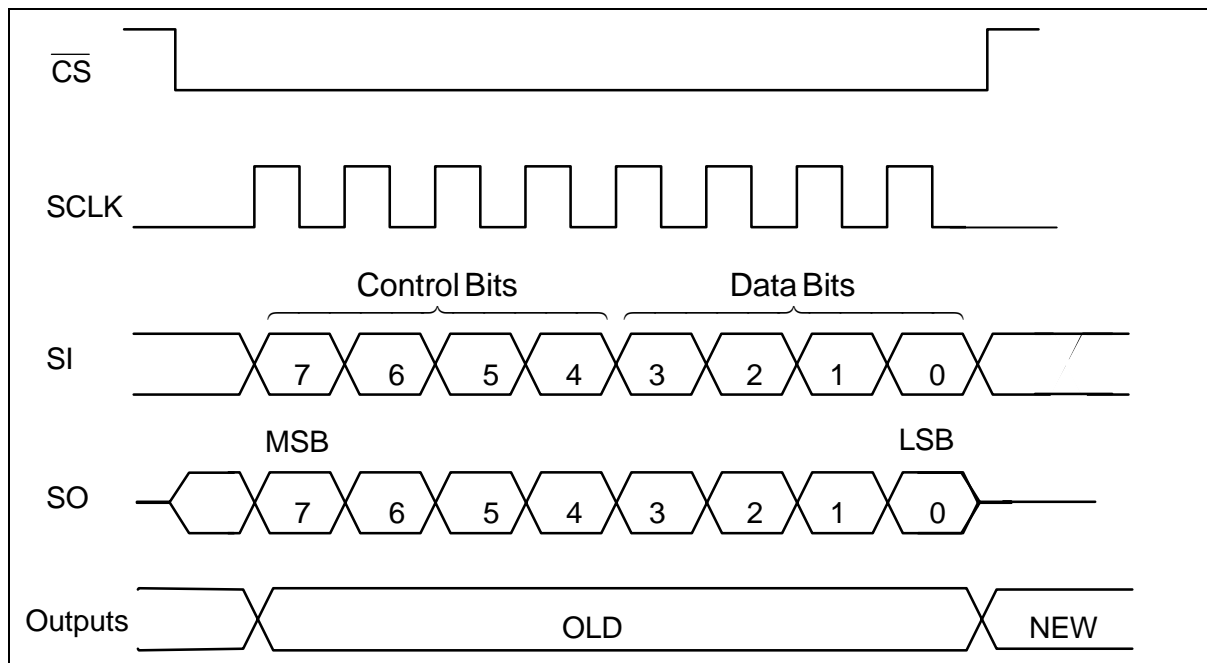 CS
SCLK
Control Bits Data Bits
SI
7 6 5 4 3 2 1 0
MSB LSB
SO
7 6 5 4 3 2 1 0
Outputs
OLD NEW